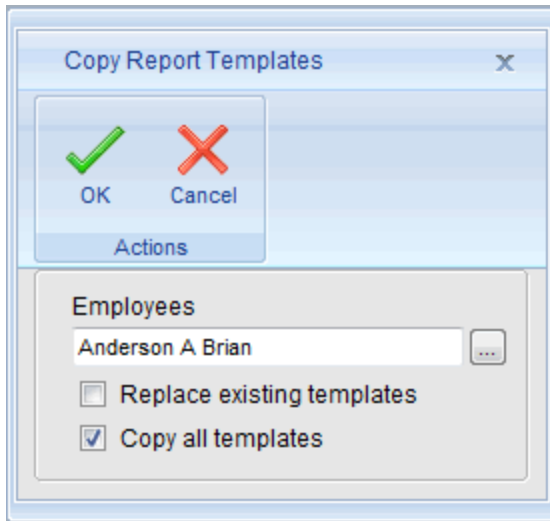 Copy Report Templates x
OK Cancel
Actions
Employees
Anderson A Brian
...
Replace existing templates
Copy all templates